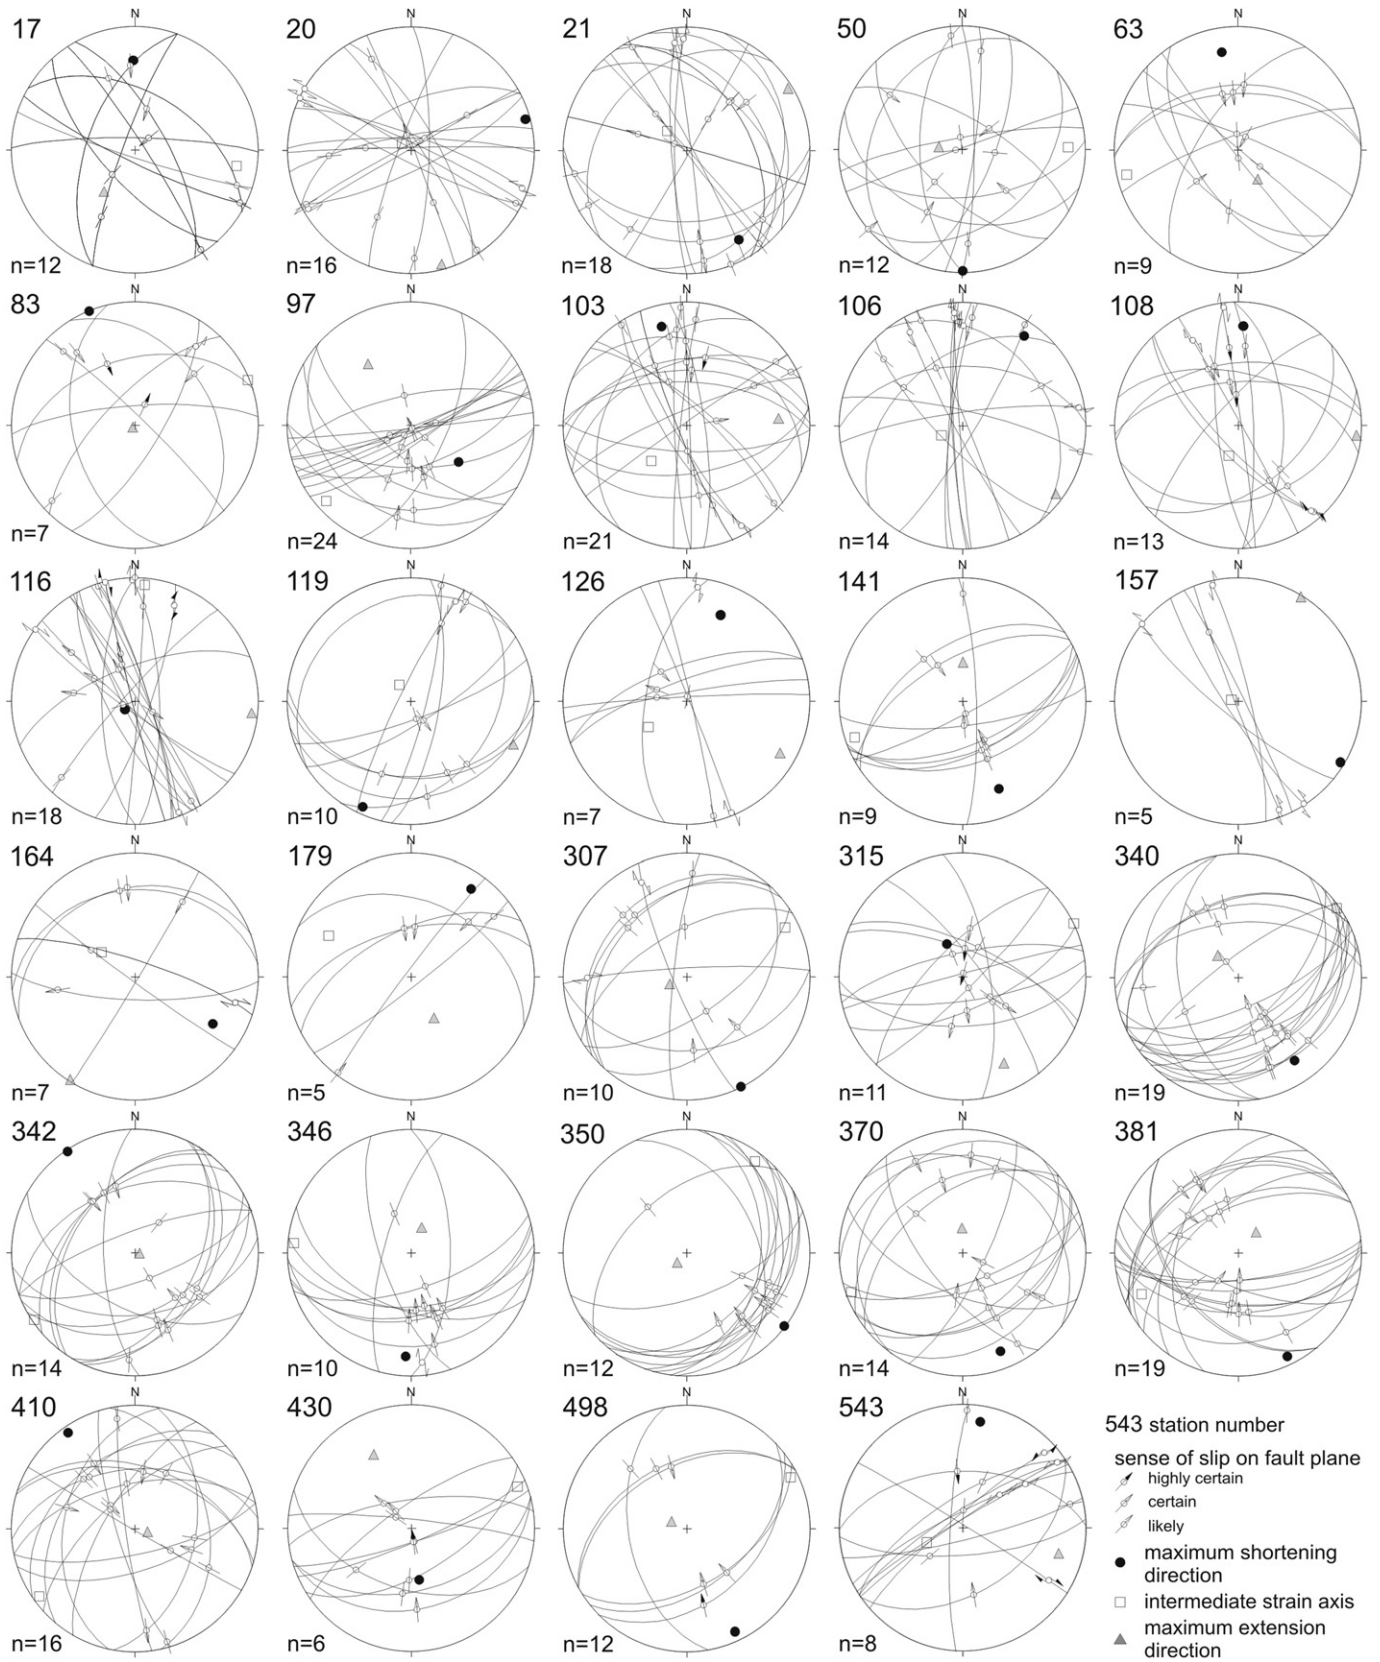 N N N N N
17 20 21 50 63
n=12 n=16 n=18 n=12 n=9
N N N N N
83 97 103 106 108
n=7 n=24 n=21 n=14 n=13
N N N N N
116 119 126 141 157
n=18 n=10 n=7 n=9 n=5
N N N N N
164 179 307 315 340
n=7 n=5 n=10 n=11 n=19
N N N N N
342 346 350 370 381
n=14 n=10 n=12 n=14 n=19
N N N N
410 430 498 543
n=16 n=6 n=12 n=8
543 station number
sense of slip on fault plane
highly certain
certain
likely
maximum shortening
direction
intermediate strain axis
maximum extension
direction